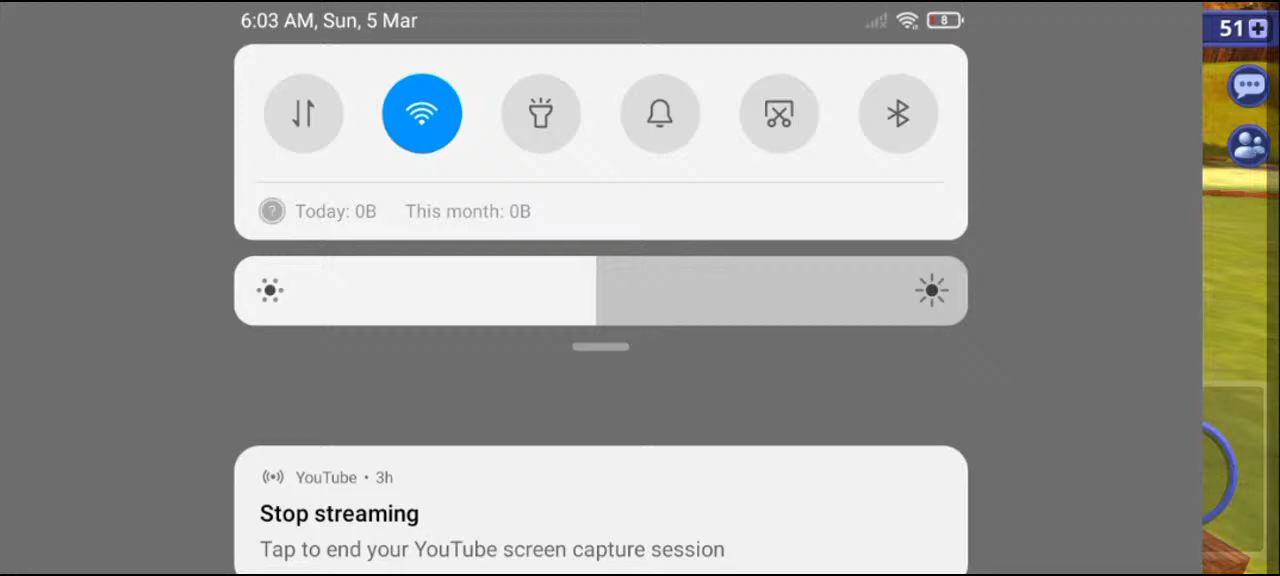 6:03 AM, Sun, 5 Mar
8
51
Today: 0B This month: 0B
YouTube • 3h
Stop streaming
Tap to end your YouTube screen capture session